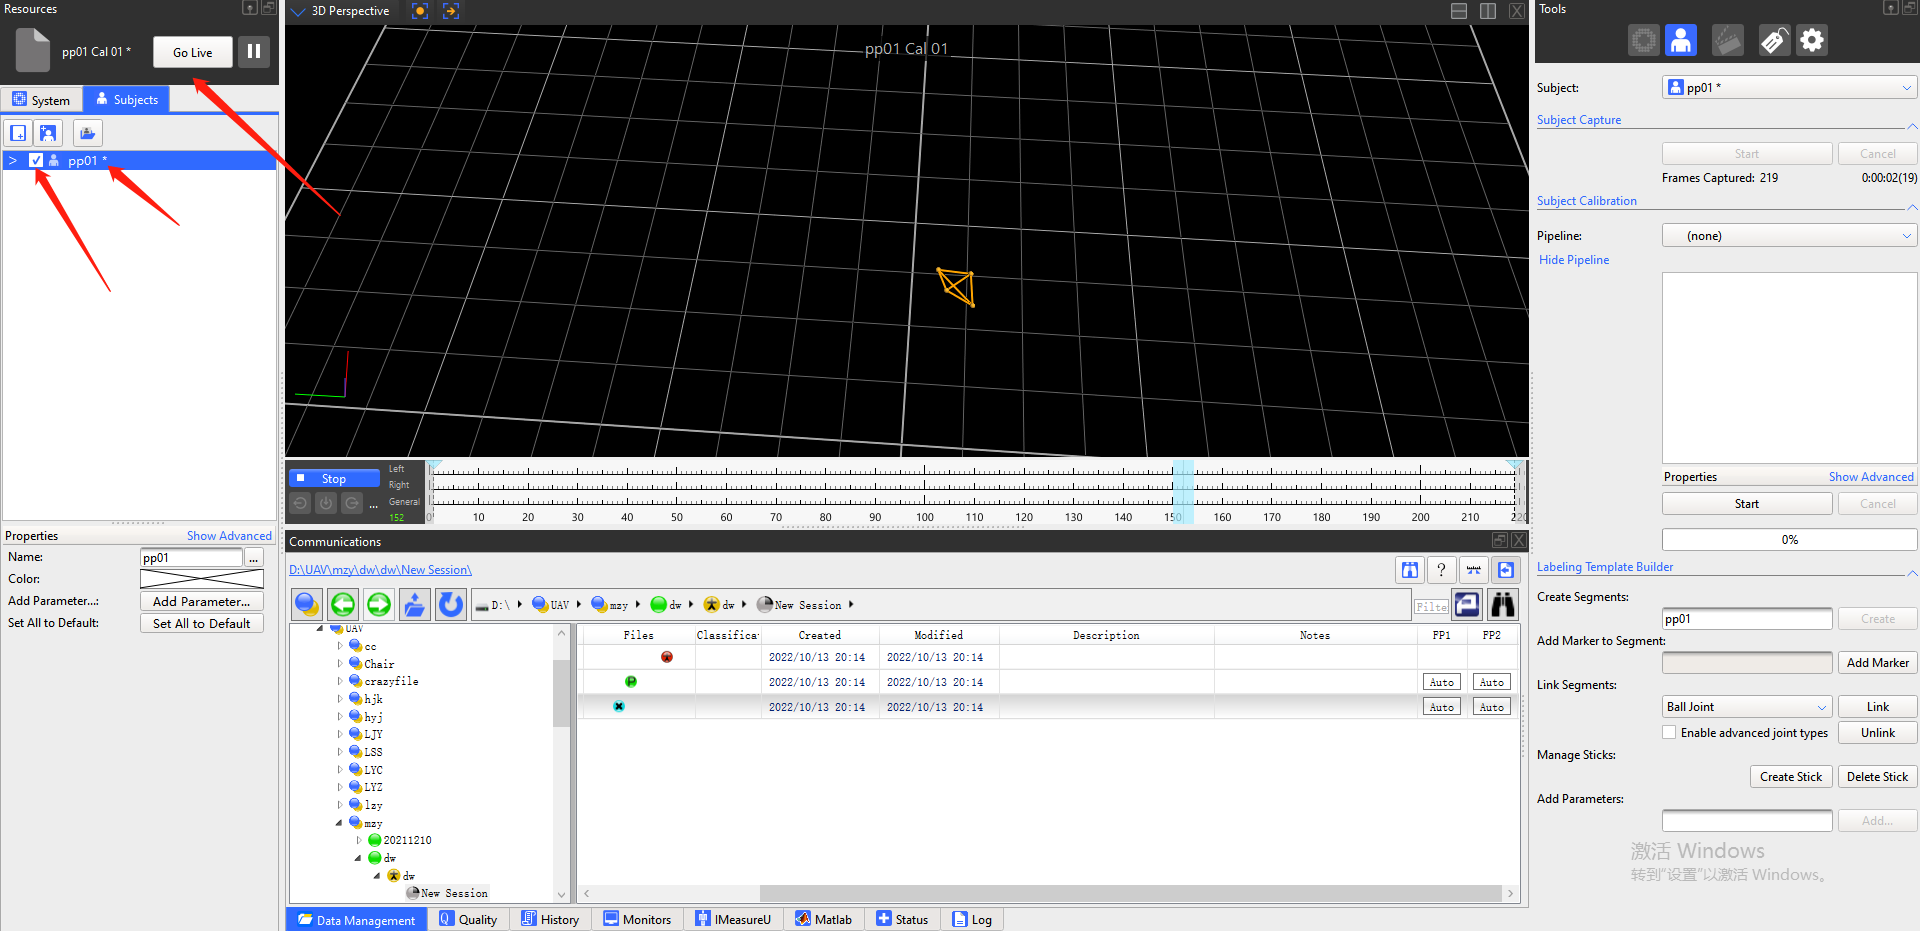 Resources
pp01 Cal 01 *
Go Live
System
Subjects
pp01 *
Properties
Show Advanced
Name:
pp01
...
Color:
Add Parameter...:
Add Parameter...
Set All to Default:
Set All to Default
3D Perspective
pp01 Cal 01
Stop
...
Left
Right
General
152
0 10 20 30 40 50 60 70 80 90 100 110 120 130 140 150 160 170 180 190 200 210 220
Communications
D:\UAV\mzy\dw\dw\New Session\
?
D:\ UAV mzy dw dw New Session
Filte
UAV
cc
Chair
crazyfile
hjk
hyj
LJY
LSS
LYC
LYZ
lzy
mzy
20211210
dw
dw
New Session
Files Classifica Created Modified Description Notes FP1 FP2
2022/10/13 20:14 2022/10/13 20:14
P 2022/10/13 20:14 2022/10/13 20:14 Auto Auto
2022/10/13 20:14 2022/10/13 20:14 Auto Auto
Data Management
Quality
History
Monitors
IMeasureU
Matlab
Status
Log
Tools
Subject:
pp01 *
Subject Capture
Start
Cancel
Frames Captured: 219
0:00:02(19)
Subject Calibration
Pipeline:
(none)
Hide Pipeline
Properties
Show Advanced
Start
Cancel
0%
Labeling Template Builder
Create Segments:
pp01
Create
Add Marker to Segment:
Add Marker
Link Segments:
Ball Joint
Link
Enable advanced joint types
Unlink
Manage Sticks:
Create Stick
Delete Stick
Add Parameters:
Add...
激活 Windows
转到“设置”以激活 Windows。